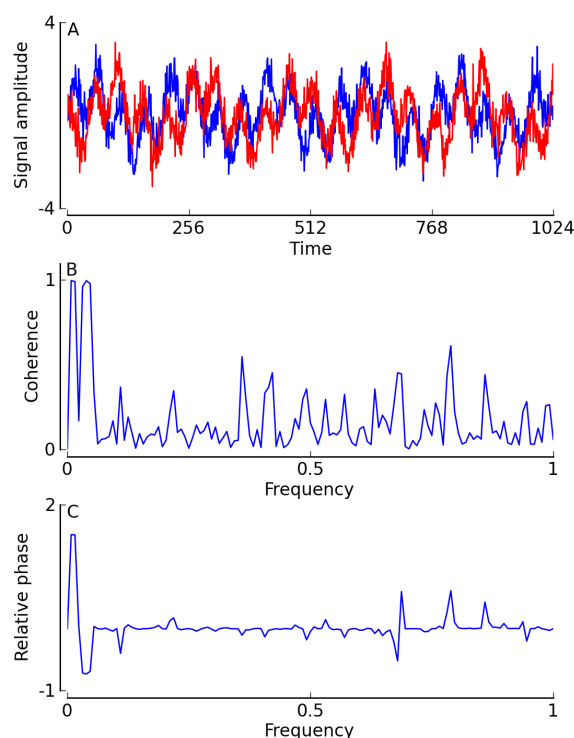 4
A
Signal amplitude
-4
0 256 512 768 1024
Time
B
1
Coherence
0
0 0.5 1
Frequency
2
C
Relative phase
-1
0 0.5 1
Frequency